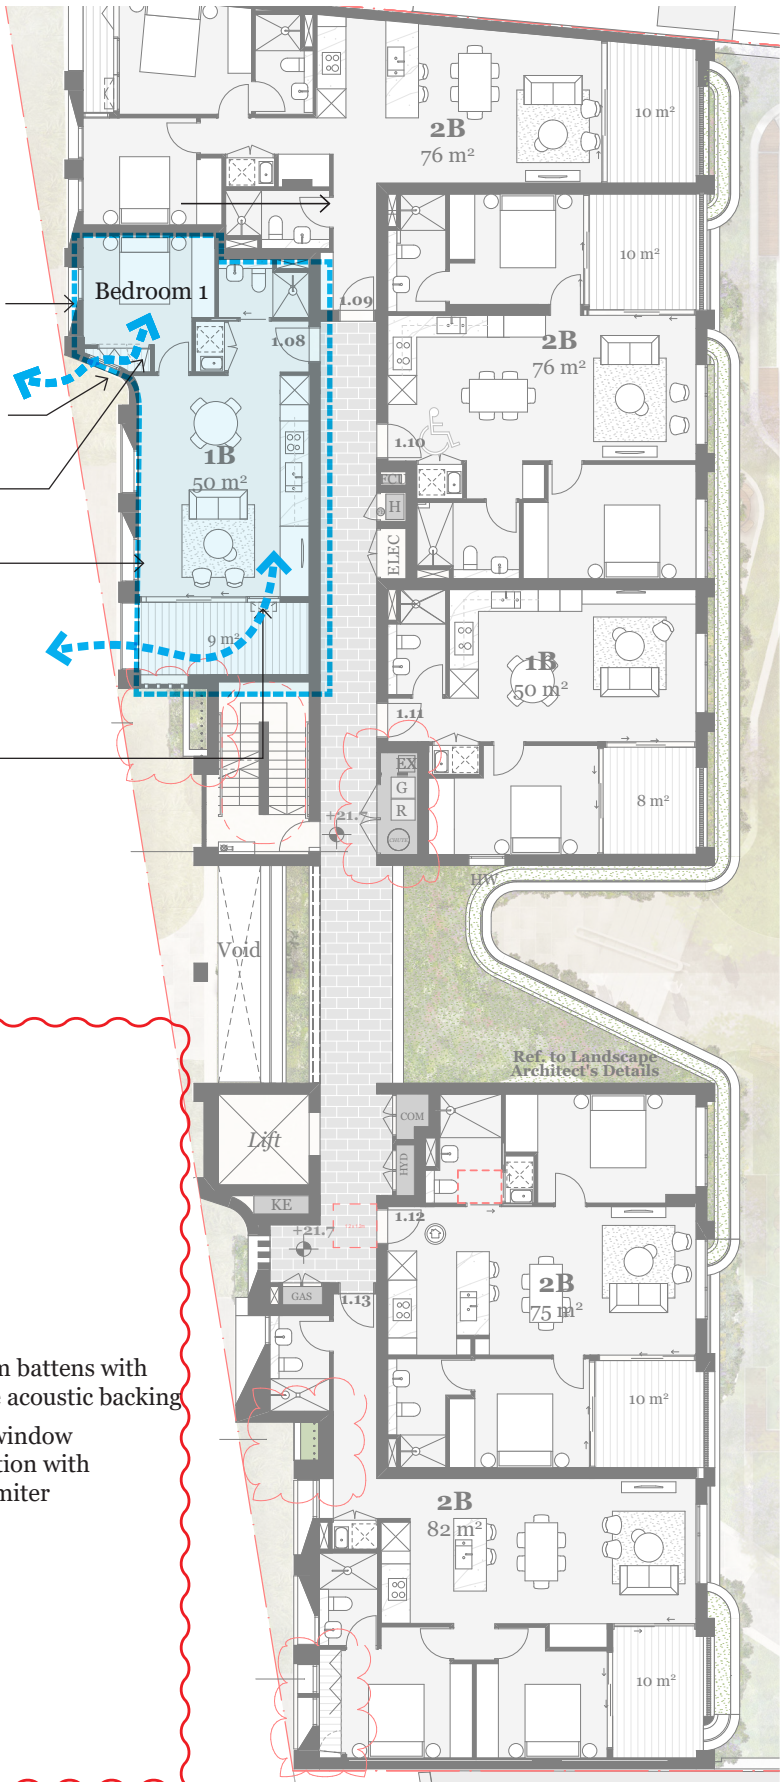 10 m²
2B
76 m²
10 m²
Bedroom 1
1.09
1.08
2B
76 m²
1B
50 m²
1.10
H
ELEC
9 m²
1B
50 m²
1.11
EX
G
R
+21.7
8 m²
HW
Void
Ref. to Landscape
Architect's Details
COM
Lift
HYD
KE
1.12
+21.7
2B
75 m²
GAS
1.13
n battens with
e acoustic backing
10 m²
window
tion with
miter
2B
82 m²
10 m²